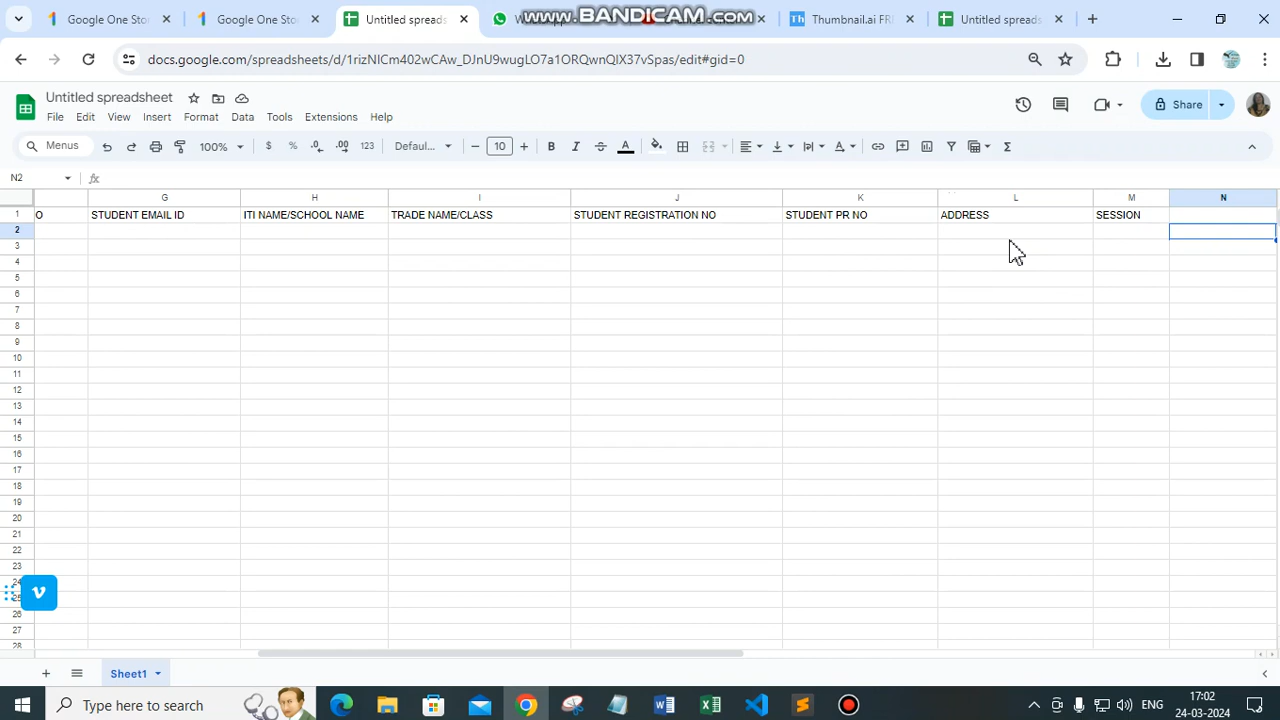 Google One Sto
Google One Sto
Untitled spreads
WWW.BANDICAM.COM
Thumbnail.ai FR
Untitled spreads
docs.google.com/spreadsheets/d/1rizNICm402wCAw_DJnU9wugLO7a1ORQwnQIX37vSpas/edit#gid=0
Untitled spreadsheet
File Edit View Insert Format Data Tools Extensions Help
Share
Menus
100%
$ % .0 .00 123
Defaul...
10
B I S A
N2
fx
G H I J K L M N
1 O STUDENT EMAIL ID ITI NAME/SCHOOL NAME TRADE NAME/CLASS STUDENT REGISTRATION NO STUDENT PR NO ADDRESS SESSION
2
3
4
5
6
7
8
9
10
11
12
13
14
15
16
17
18
19
20
21
22
23
24
25
26
27
28
Sheet1
Type here to search
ENG
17:02
24-03-2024